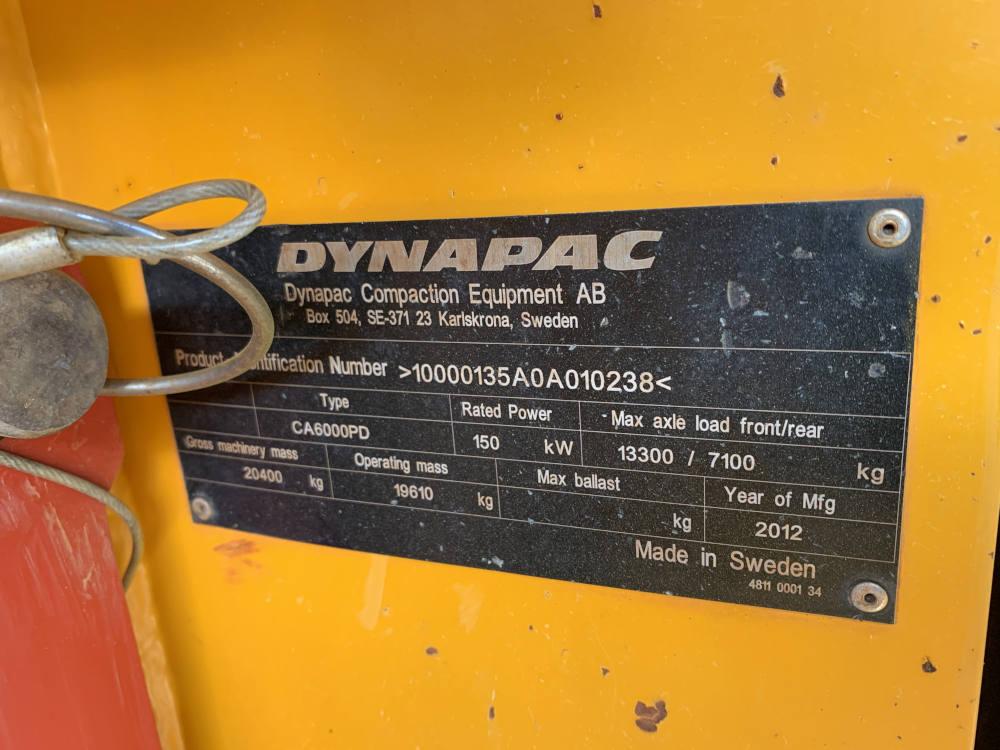 DYNAPAC
Dynapac Compaction Equipment AB
Box 504, SE-371 23 Karlskrona, Sweden
Product Identification Number >10000135A0A010238<
Type Rated Power Max axle load front/rear
CA6000PD 150 kW 13300 / 7100 kg
Gross machinery mass Operating mass Max ballast Year of Mfg
20400 kg 19610 kg kg 2012
Made in Sweden
4811 0001 34